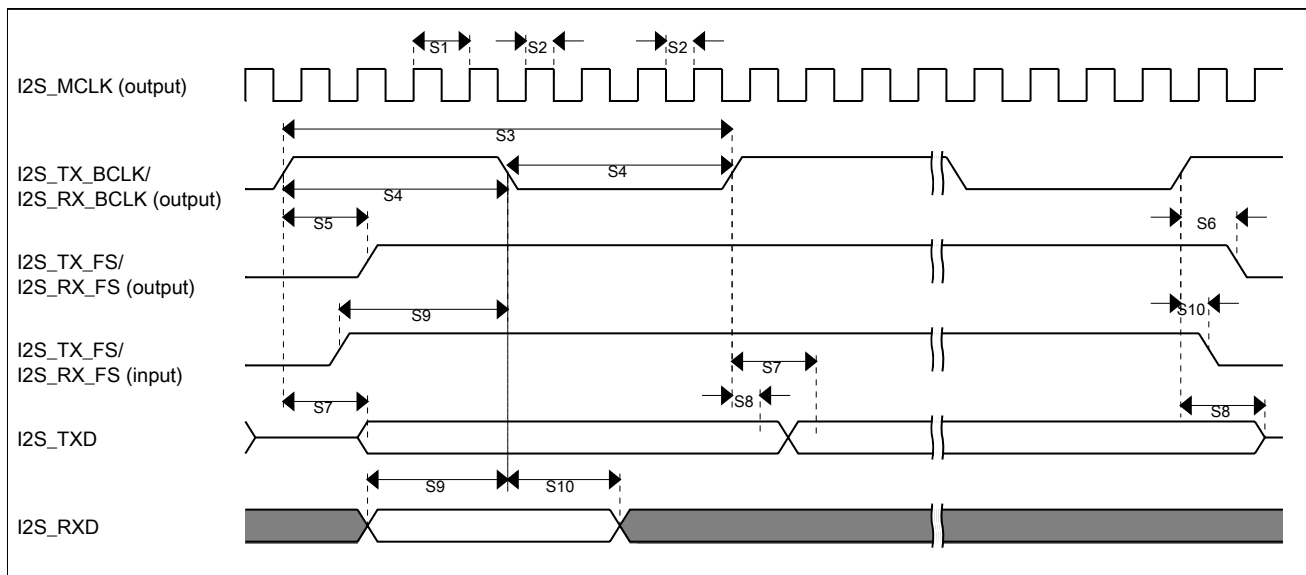 S1
S2
S2
I2S_MCLK (output)
S3
I2S_TX_BCLK/
I2S_RX_BCLK (output)
S4
S4
S5
S6
I2S_TX_FS/
I2S_RX_FS (output)
S9
S10
I2S_TX_FS/
I2S_RX_FS (input)
S7
S7
S8
S8
I2S_TXD
S9
S10
I2S_RXD